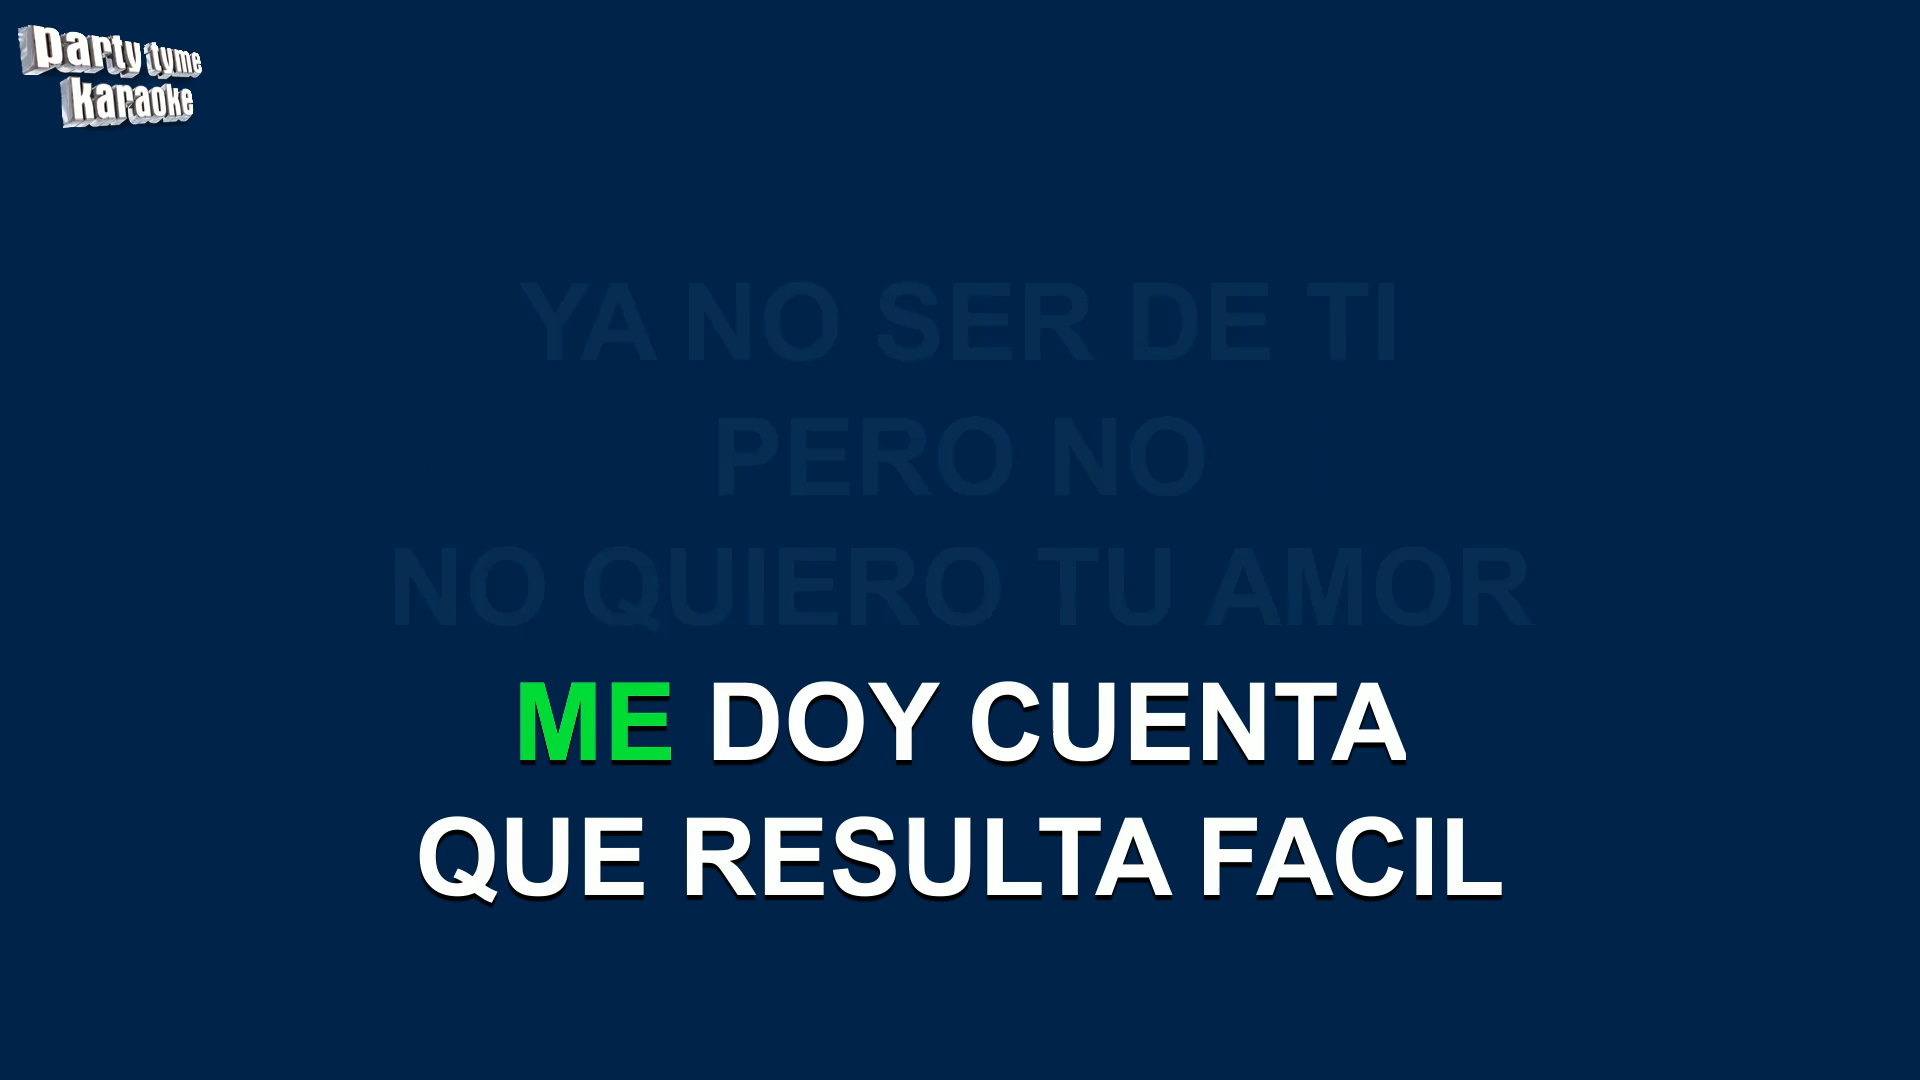 party tyme
karaoke
YA NO SER DE TI
PERO NO
NO QUIERO TU AMOR
ME DOY CUENTA
QUE RESULTA FACIL